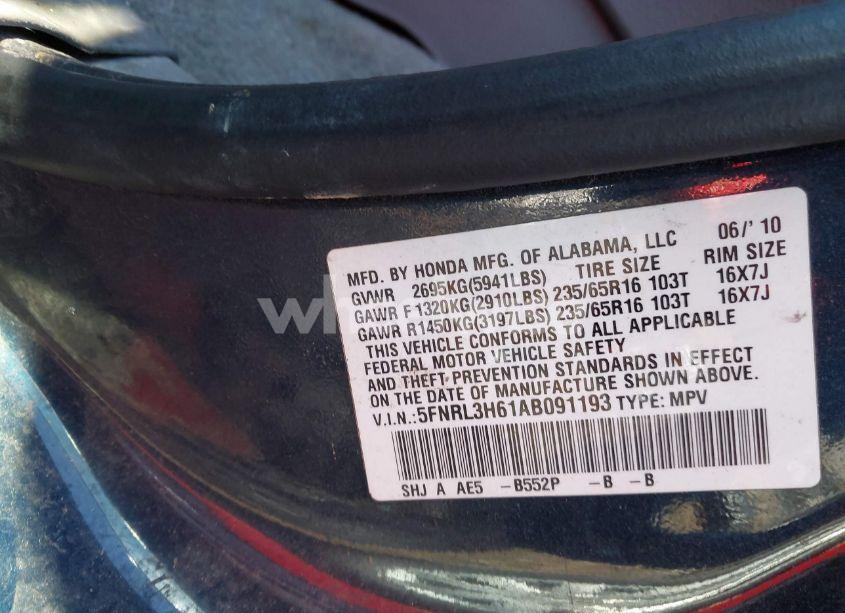 MFD. BY HONDA MFG. OF ALABAMA, LLC 06/' 10
GVWR 2695KG(5941LBS) TIRE SIZE RIM SIZE
GAWR F1320KG(2910LBS) 235/65R16 103T 16X7J
GAWR R1450KG(3197LBS) 235/65R16 103T 16X7J
THIS VEHICLE CONFORMS TO ALL APPLICABLE
FEDERAL MOTOR VEHICLE SAFETY
AND THEFT PREVENTION STANDARDS IN EFFECT
ON THE DATE OF MANUFACTURE SHOWN ABOVE.
V.I.N.:5FNRL3H61AB091193 TYPE: MPV
SHJ A AE5 -B552P -B -B